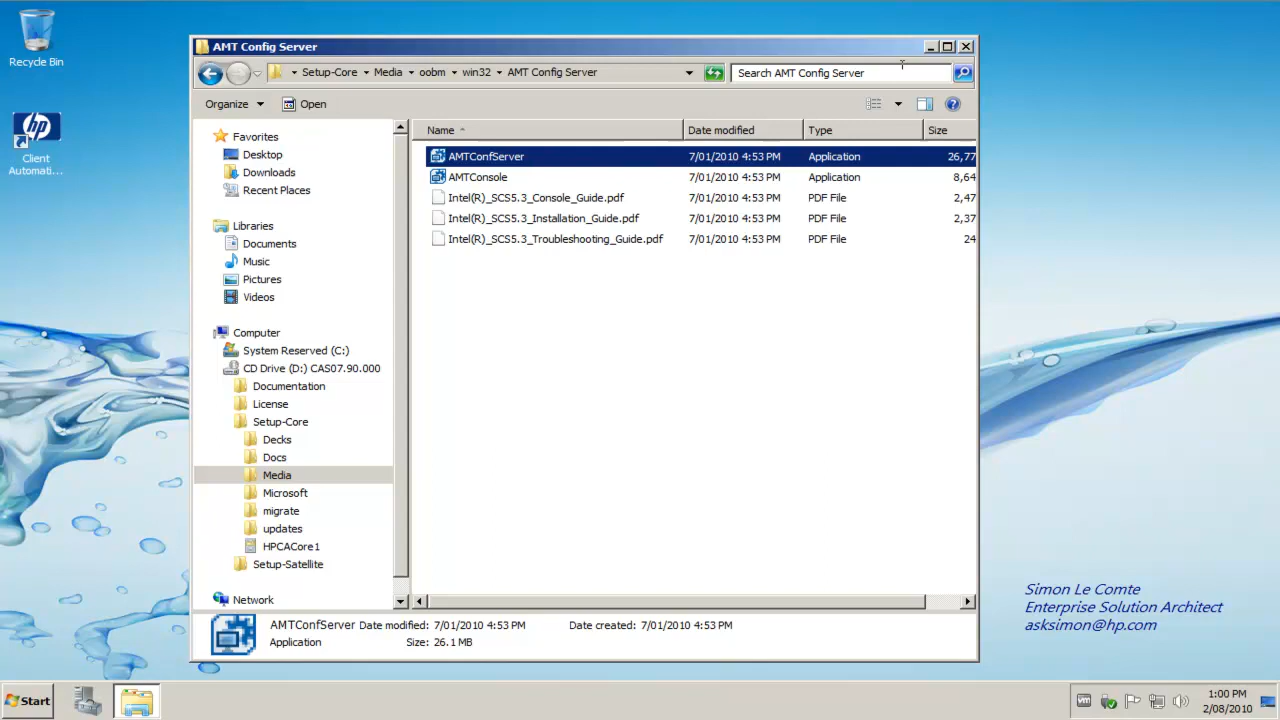 Recycle Bin
hp
Client
Automati...
AMT Config Server
Setup-Core
Media
oobm
win32
AMT Config Server
Search AMT Config Server
Organize
Open
Favorites
Desktop
Downloads
Recent Places
Libraries
Documents
Music
Pictures
Videos
Computer
System Reserved (C:)
CD Drive (D:) CAS07.90.000
Documentation
License
Setup-Core
Decks
Docs
Media
Microsoft
migrate
updates
HPCACore1
Setup-Satellite
Network
Name Date modified Type Size
AMTConfServer 7/01/2010 4:53 PM Application 26,77
AMTConsole 7/01/2010 4:53 PM Application 8,64
Intel(R)_SCS5.3_Console_Guide.pdf 7/01/2010 4:53 PM PDF File 2,47
Intel(R)_SCS5.3_Installation_Guide.pdf 7/01/2010 4:53 PM PDF File 2,37
Intel(R)_SCS5.3_Troubleshooting_Guide.pdf 7/01/2010 4:53 PM PDF File 24
AMTConfServer Date modified: 7/01/2010 4:53 PM Date created: 7/01/2010 4:53 PM
Application Size: 26.1 MB
Simon Le Comte
Enterprise Solution Architect
asksimon@hp.com
Start
1:00 PM
2/08/2010